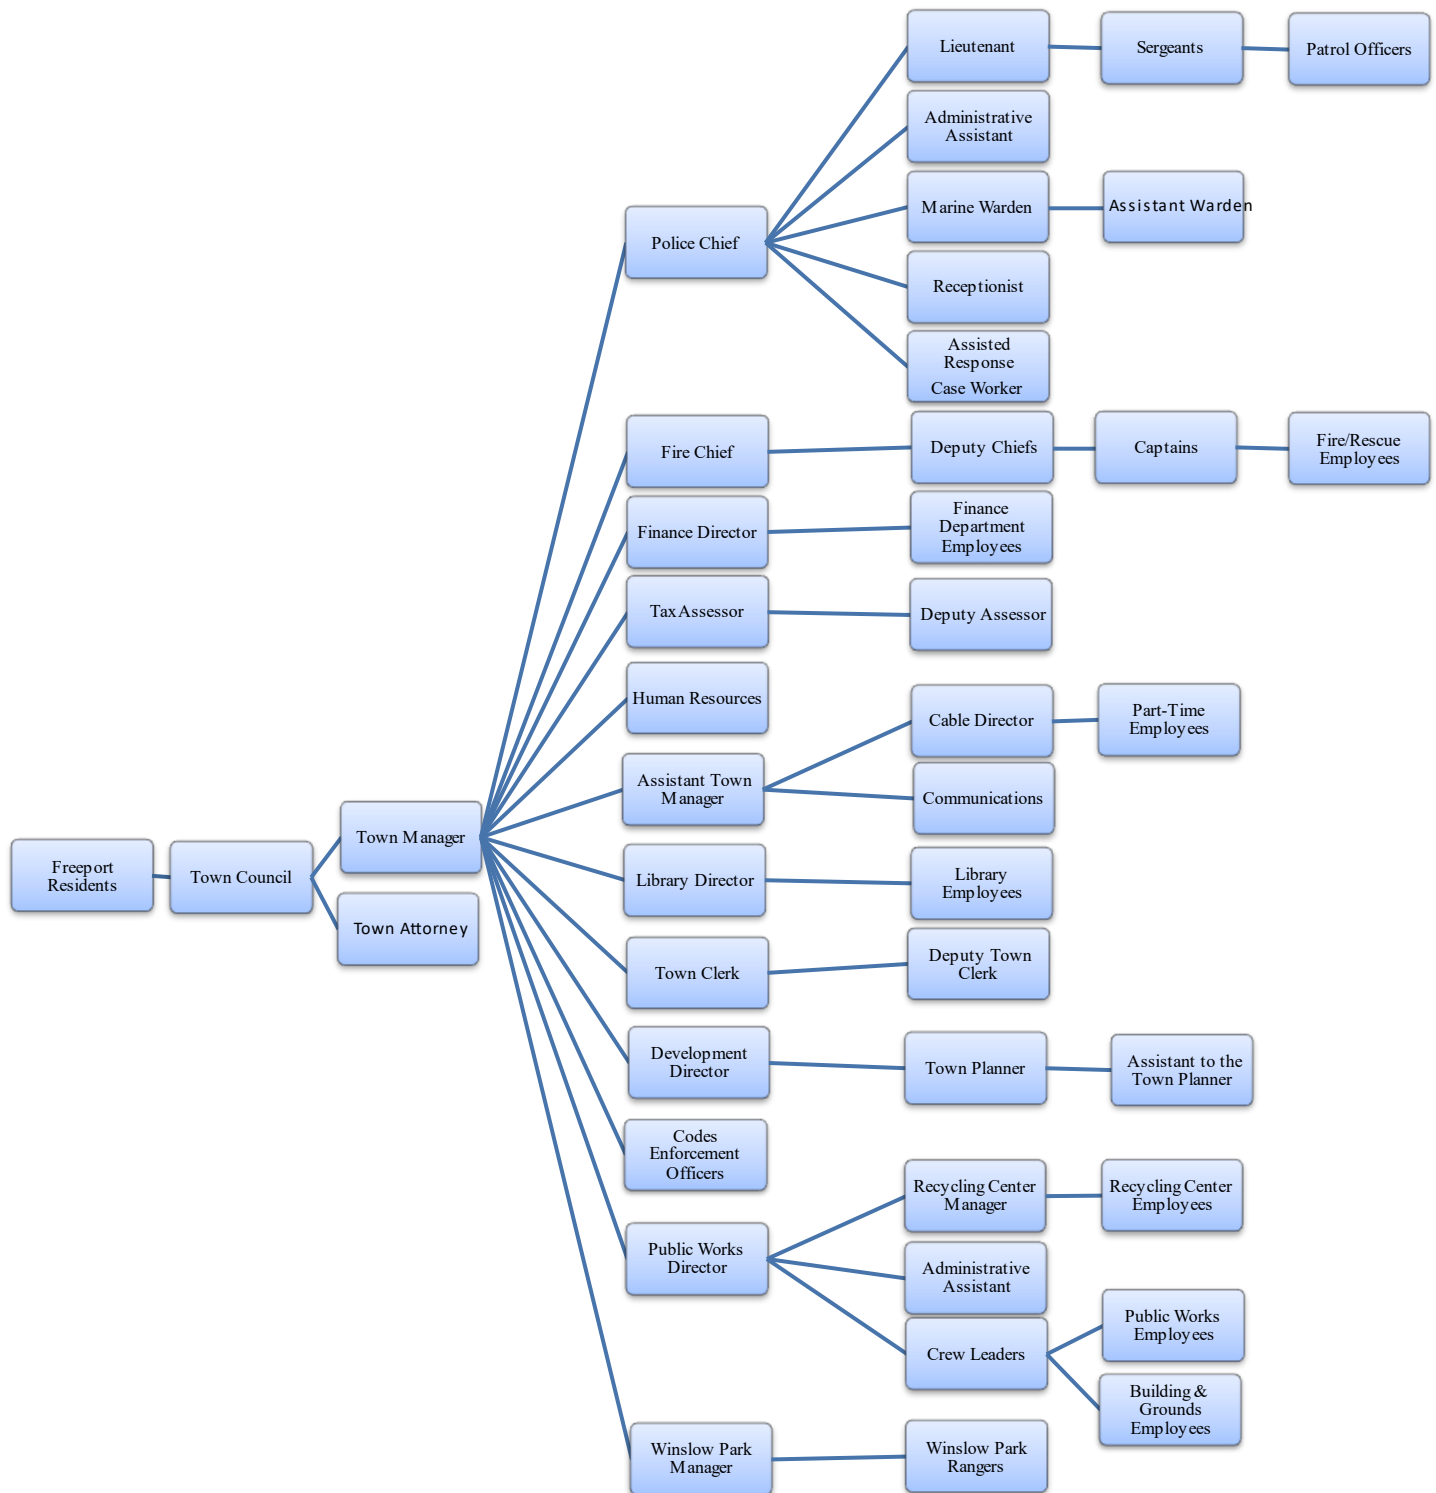 Lieutenant
Sergeants
Patrol Officers
Administrative
Assistant
Marine Warden
Assistant Warden
Police Chief
Receptionist
Assisted
Response
Case Worker
Fire Chief
Deputy Chiefs
Captains
Fire/Rescue
Employees
Finance Director
Finance
Department
Employees
Tax Assessor
Deputy Assessor
Human Resources
Cable Director
Part-Time
Employees
Assistant Town
Manager
Communications
Town Manager
Freeport
Residents
Town Council
Town Attorney
Library Director
Library
Employees
Town Clerk
Deputy Town
Clerk
Development
Director
Town Planner
Assistant to the
Town Planner
Codes
Enforcement
Officers
Recycling Center
Manager
Recycling Center
Employees
Public Works
Director
Administrative
Assistant
Crew Leaders
Public Works
Employees
Building &
Grounds
Employees
Winslow Park
Manager
Winslow Park
Rangers